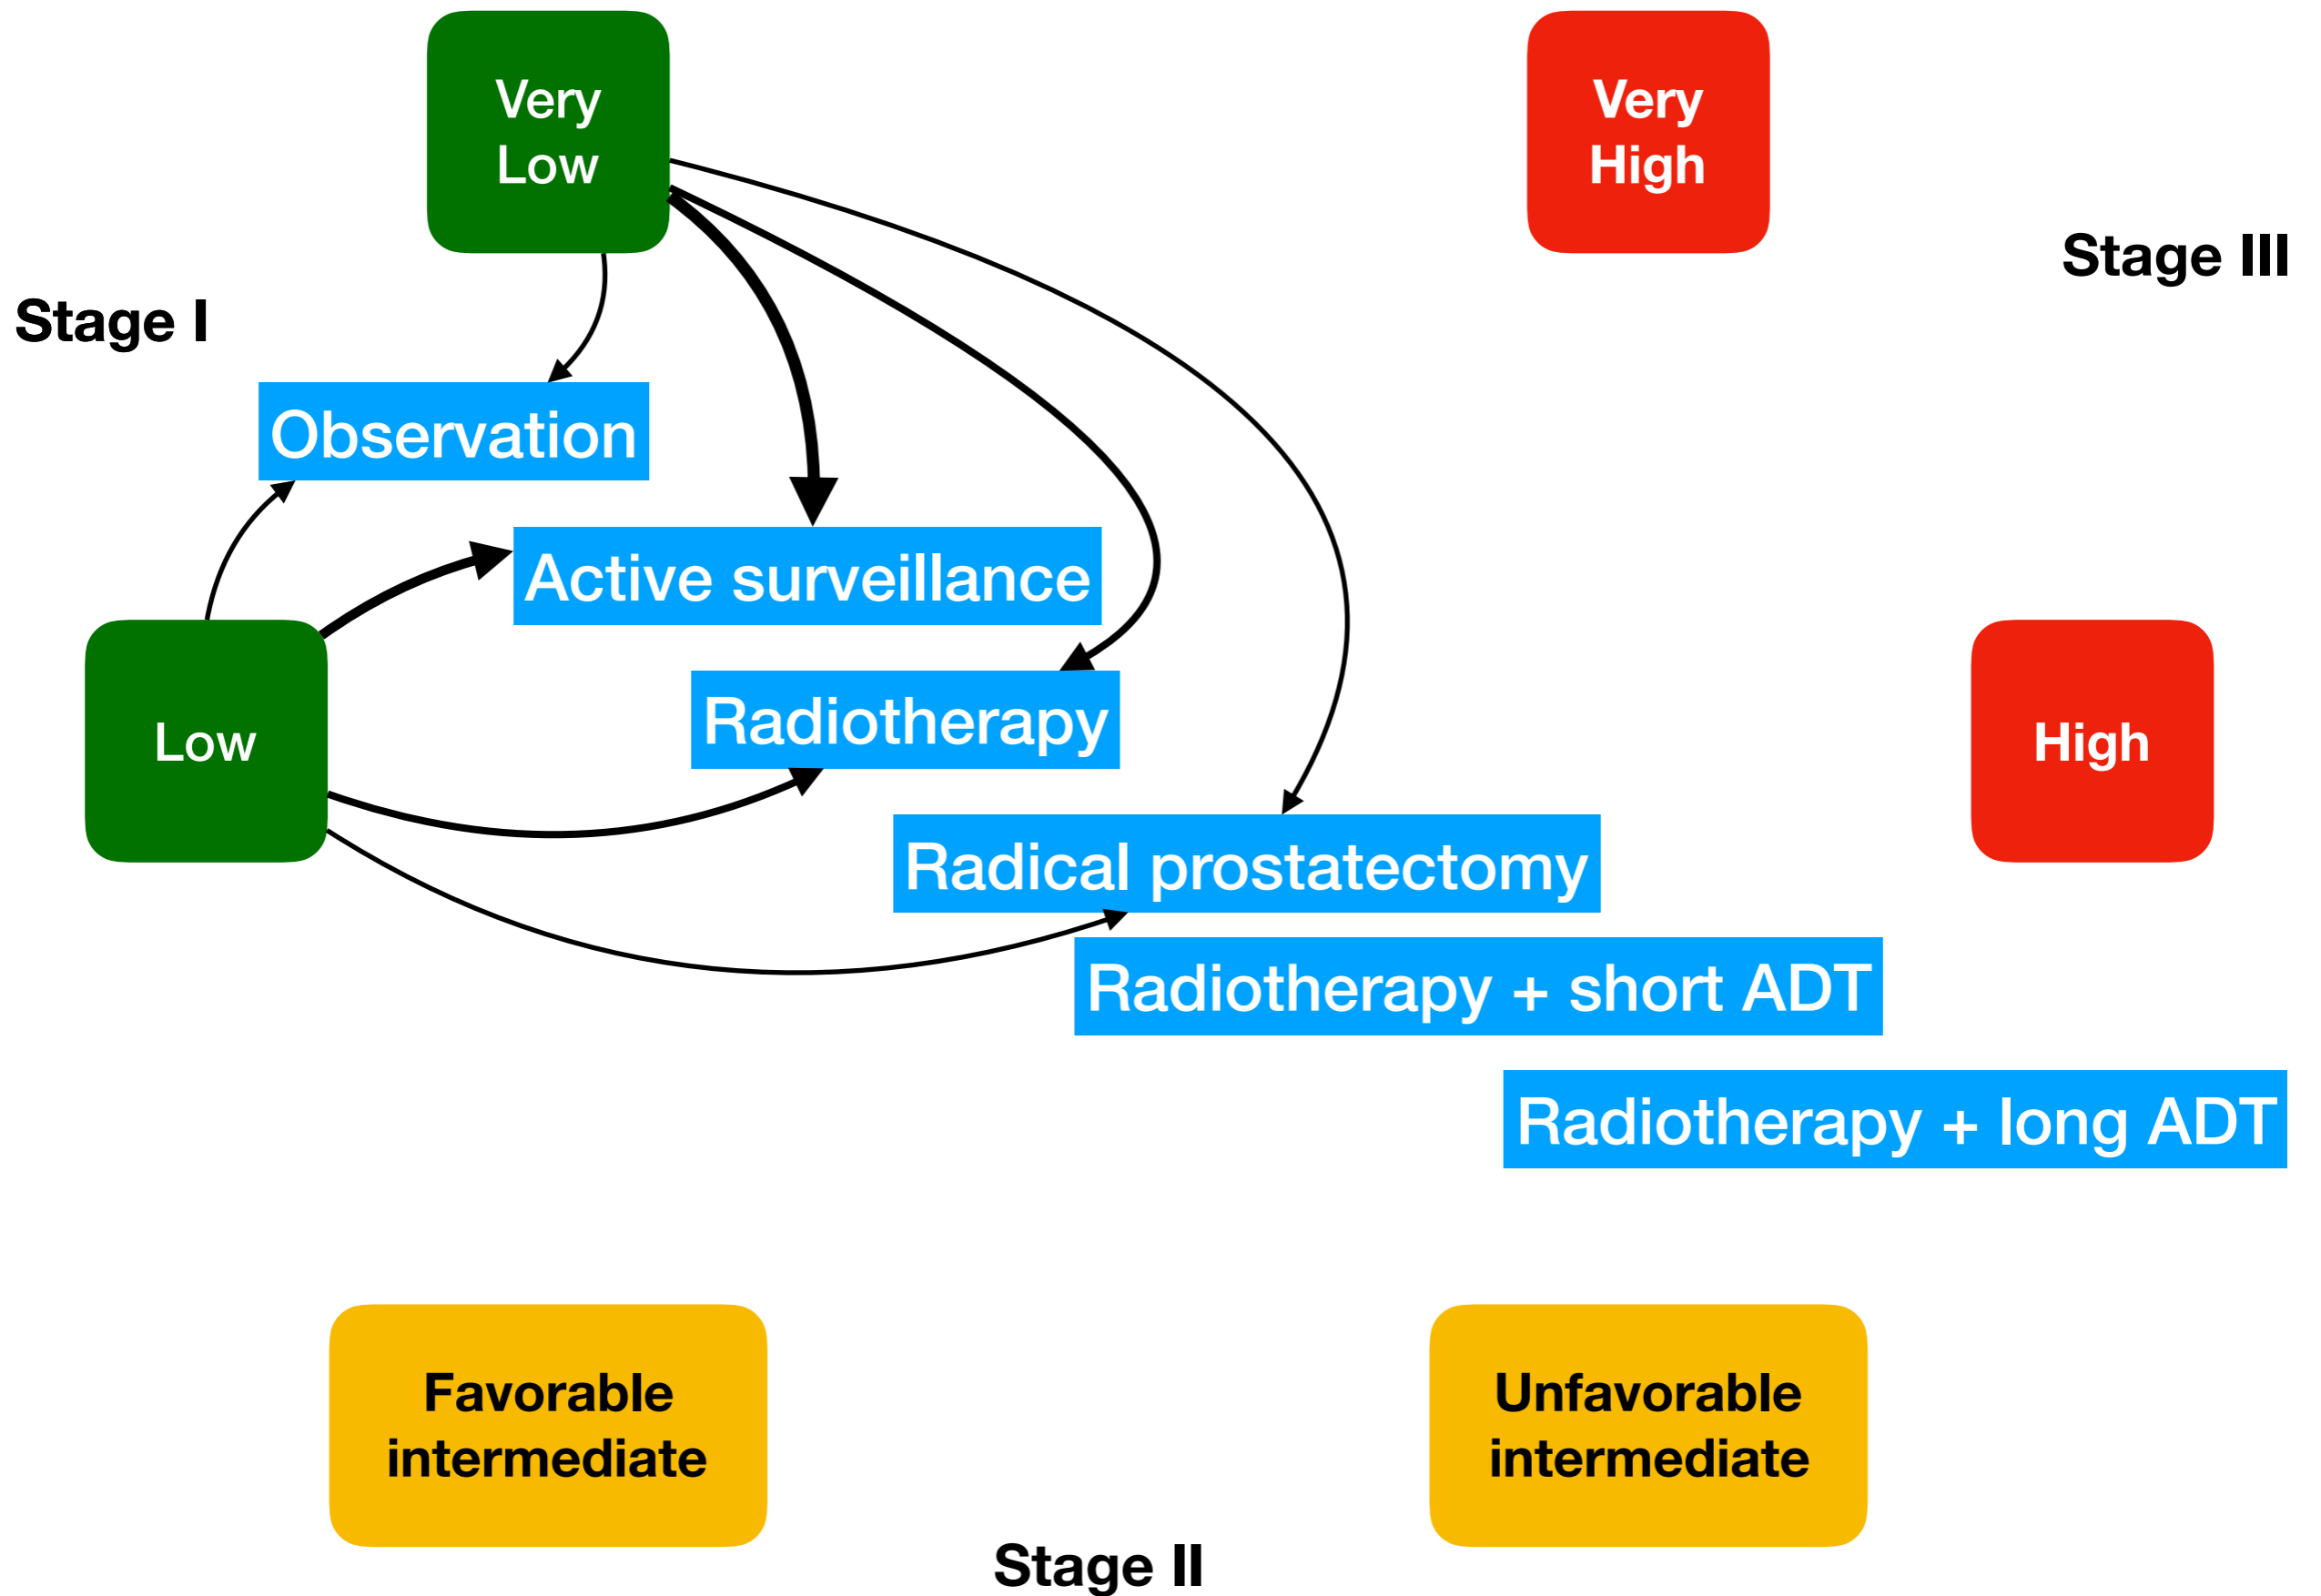 Very
Low
Very
High
Stage III
Stage I
Observation
Active surveillance
Radiotherapy
Low
High
Radical prostatectomy
Radiotherapy + short ADT
Radiotherapy + long ADT
Favorable
intermediate
Unfavorable
intermediate
Stage II